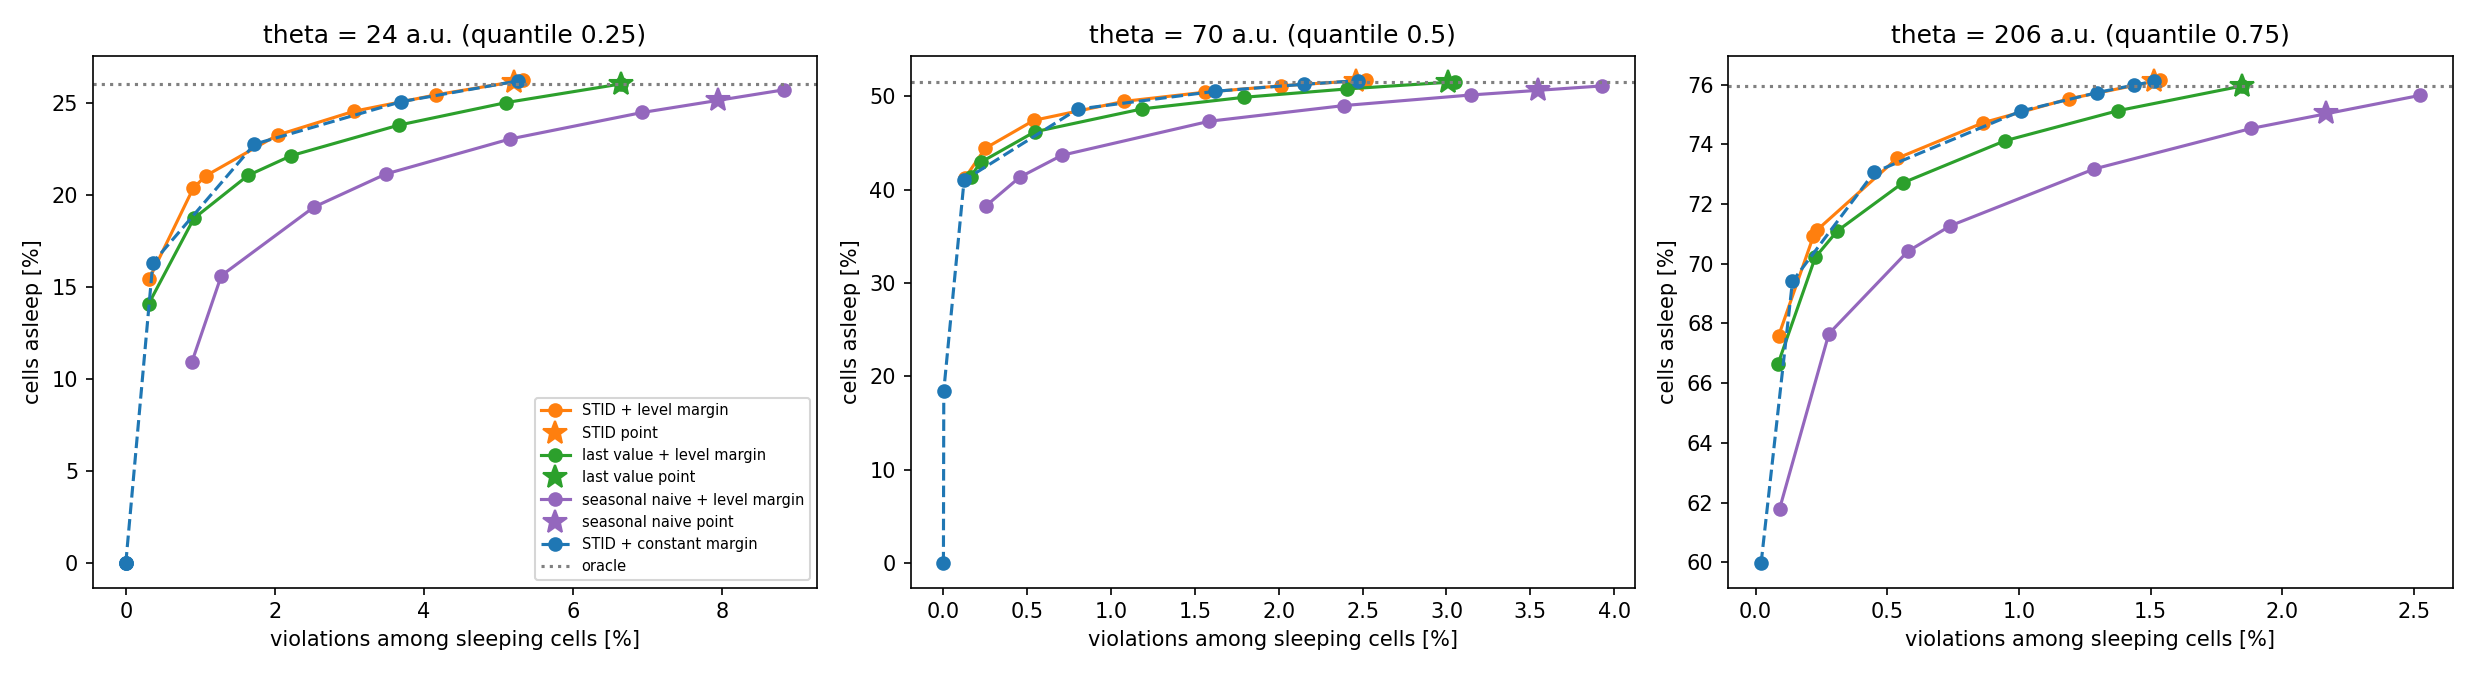 theta = 24 a.u. (quantile 0.25)
cells asleep [%]
25
20
15
10
5
0
STID + level margin
STID point
last value + level margin
last value point
seasonal naive + level margin
seasonal naive point
STID + constant margin
oracle
0 2 4 6 8
violations among sleeping cells [%]
theta = 70 a.u. (quantile 0.5)
cells asleep [%]
50
40
30
20
10
0
0.0 0.5 1.0 1.5 2.0 2.5 3.0 3.5 4.0
violations among sleeping cells [%]
theta = 206 a.u. (quantile 0.75)
cells asleep [%]
76
74
72
70
68
66
64
62
60
0.0 0.5 1.0 1.5 2.0 2.5
violations among sleeping cells [%]